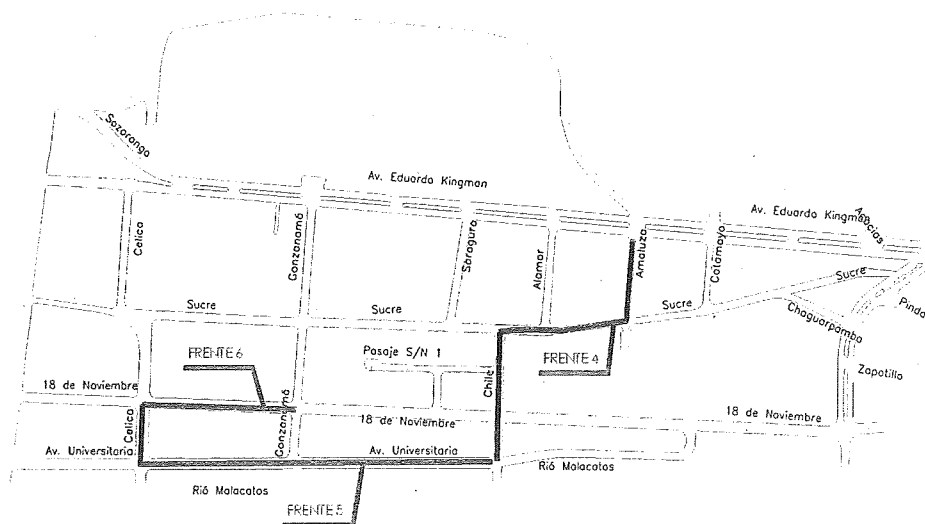 Sozoranga
Av. Eduardo Kingman
Av. Eduardo Kingman
Acacias
Celica
Gonzanamá
Saraguro
Alamor
Amaluza
Catamayo
Sucre
Sucre
Sucre
Sucre
Pindo
Chaguarpamba
Zapotillo
FRENTE 6
Pasaje S/N 1
Chile
FRENTE 4
18 de Noviembre
Gonzanamá
18 de Noviembre
18 de Noviembre
Celica
Av. Universitaria
Av. Universitaria
Rió Malacatos
Rió Malacatos
FRENTE 5